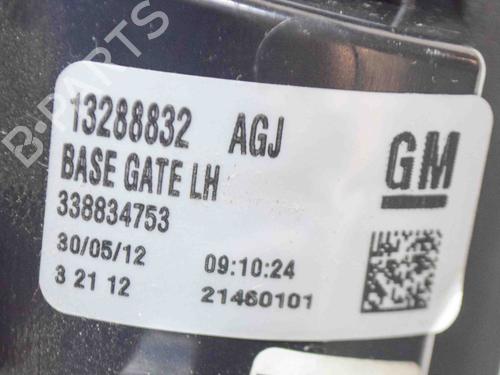 B-PARTS
13288832 AGJ
BASE GATE LH
GM
338834753
30/05/12 09:10:24
3 21 12 21460101